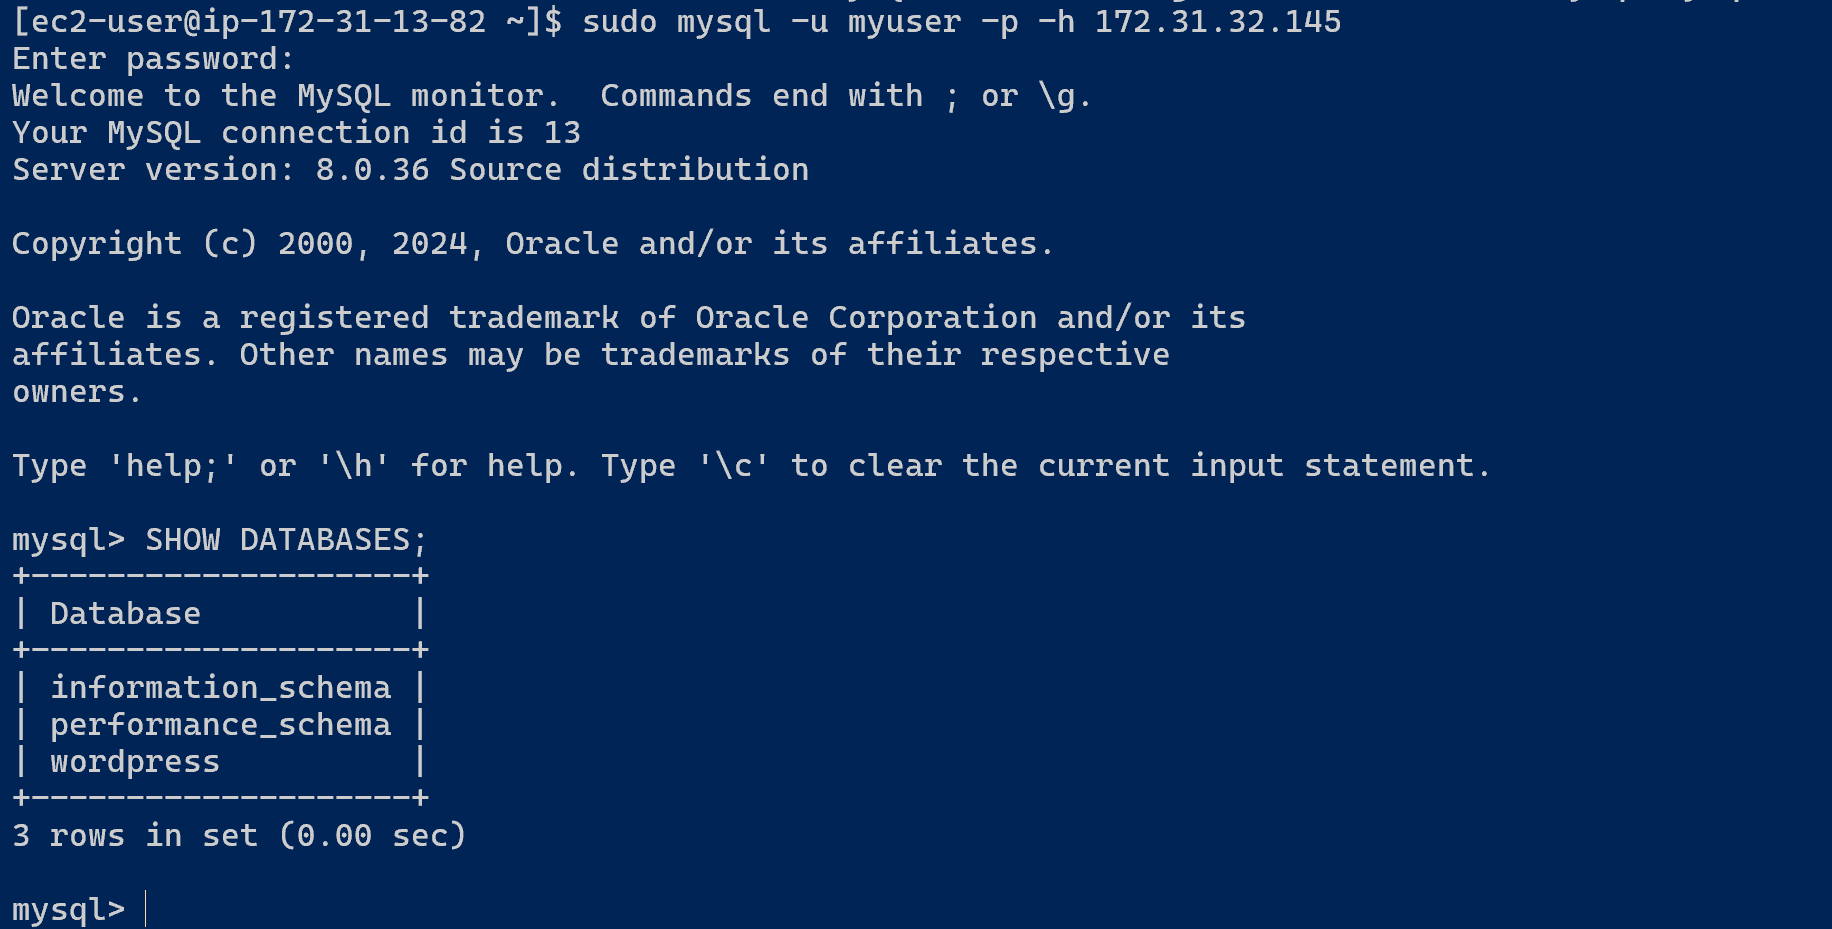 [ec2-user@ip-172-31-13-82 ~]$ sudo mysql -u myuser -p -h 172.31.32.145
Enter password:
Welcome to the MySQL monitor.  Commands end with ; or \g.
Your MySQL connection id is 13
Server version: 8.0.36 Source distribution

Copyright (c) 2000, 2024, Oracle and/or its affiliates.

Oracle is a registered trademark of Oracle Corporation and/or its
affiliates. Other names may be trademarks of their respective
owners.

Type 'help;' or '\h' for help. Type '\c' to clear the current input statement.

mysql> SHOW DATABASES;
+--------------------+
| Database           |
+--------------------+
| information_schema |
| performance_schema |
| wordpress          |
+--------------------+
3 rows in set (0.00 sec)

mysql>